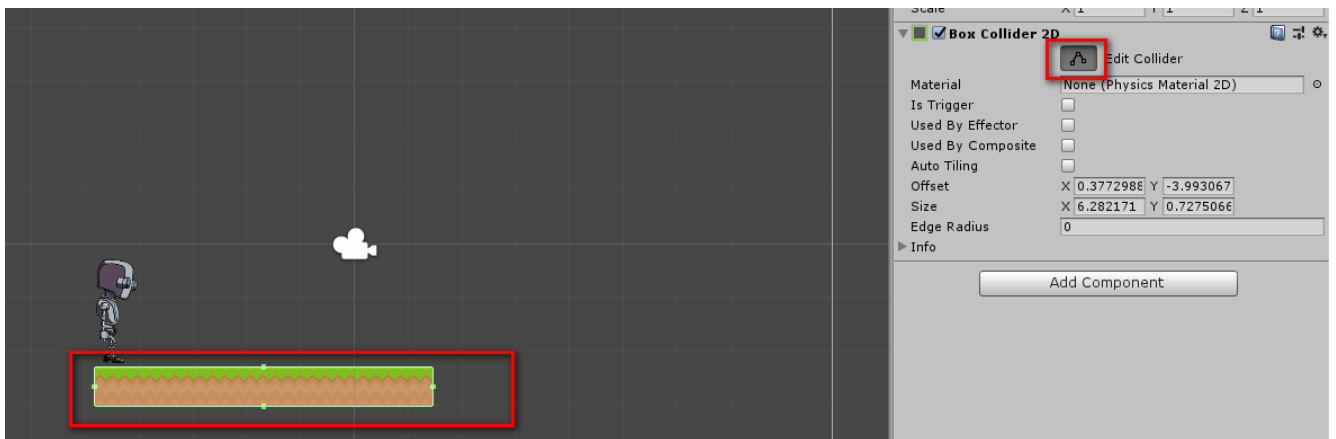 Scale X 1 Y 1 Z 1
Box Collider 2D
Edit Collider
Material None (Physics Material 2D)
Is Trigger
Used By Effector
Used By Composite
Auto Tiling
Offset X 0.3772988 Y -3.993067
Size X 6.282171 Y 0.7275066
Edge Radius 0
Info
Add Component